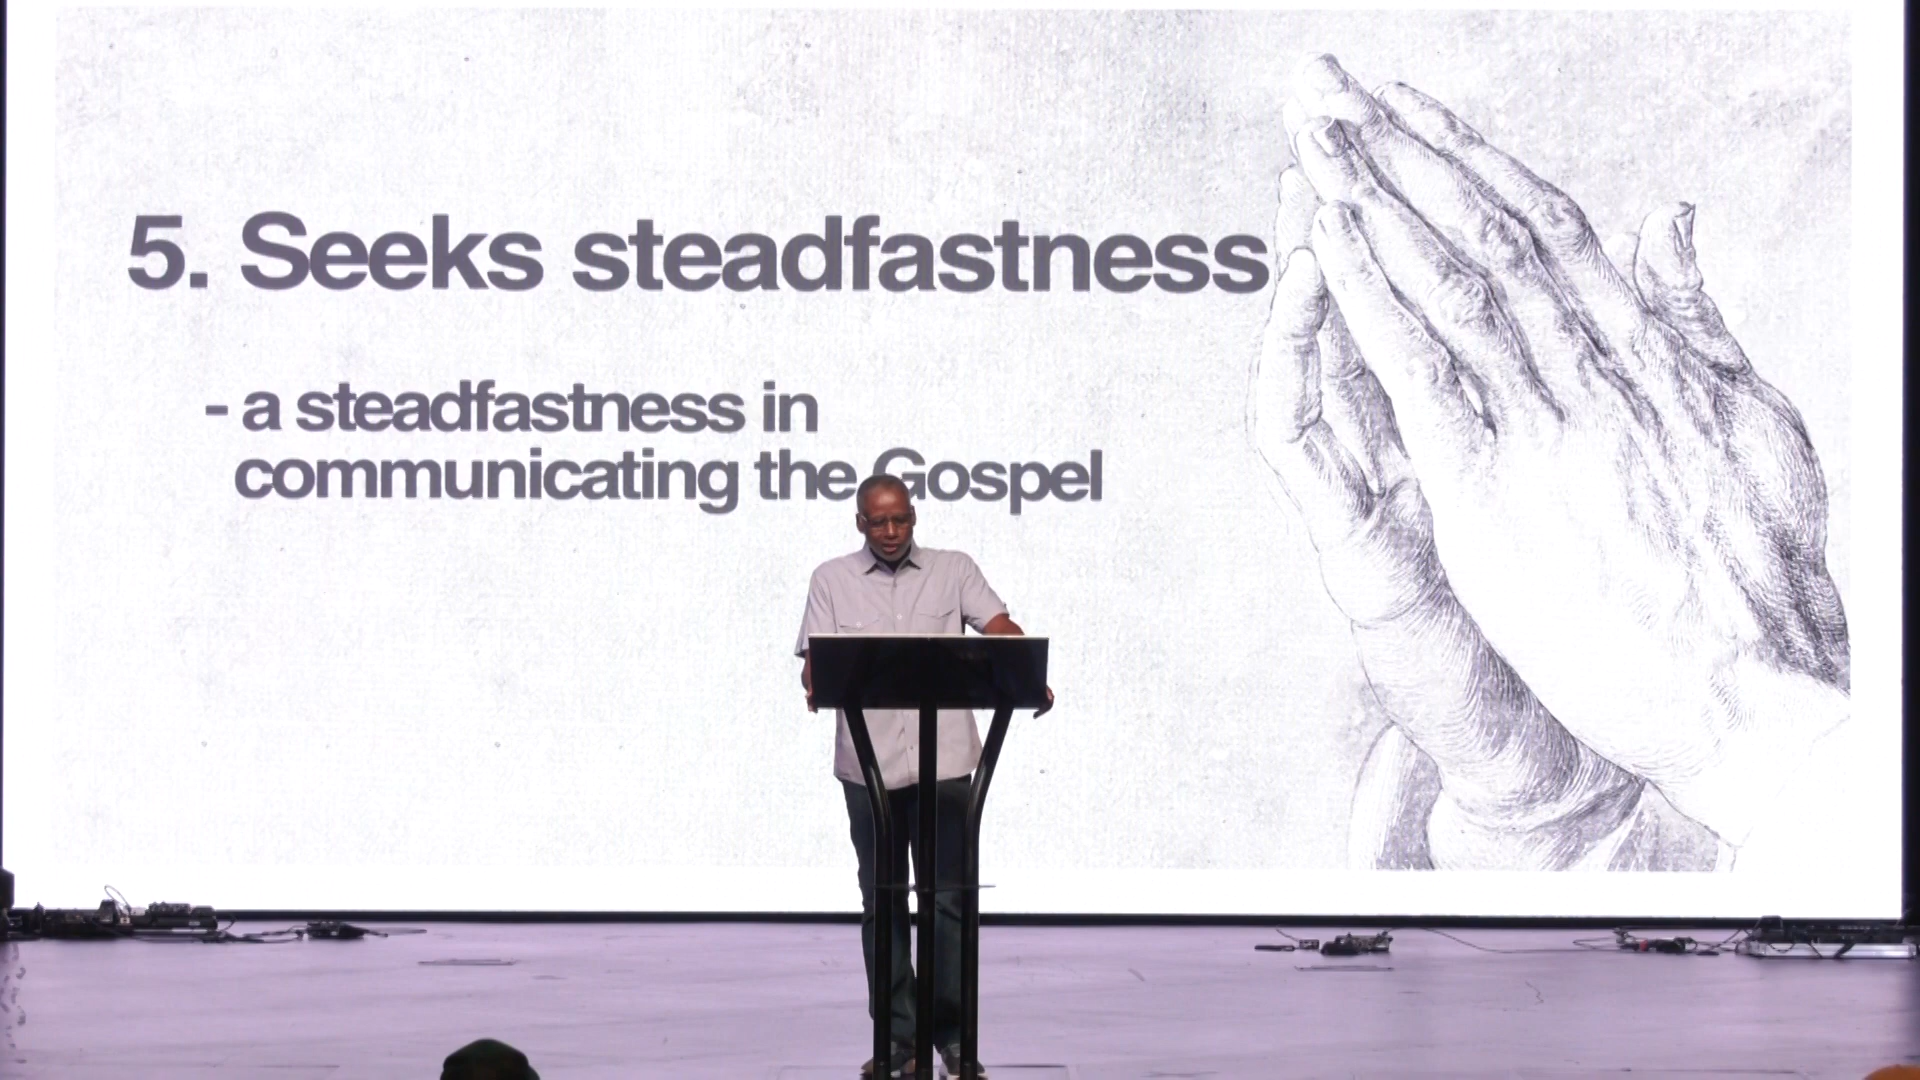 5. Seeks steadfastness
- a steadfastness in
communicating the Gospel